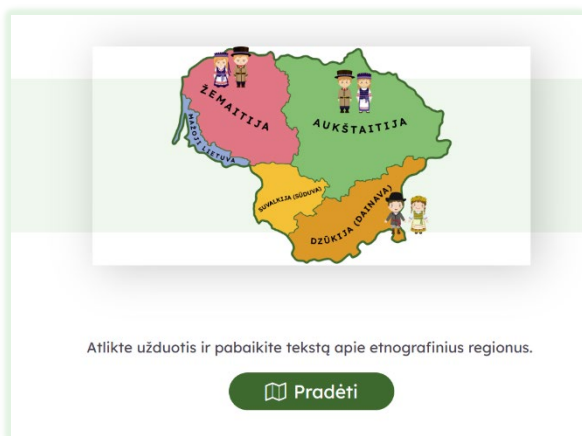 ŽEMAITIJA
AUKŠTAITIJA
MAŽOJI LIETUVA
SUVALKIJA (SŪDUVA)
DZŪKIJA (DAINAVA)
Atlikte užduotis ir pabaikite tekstą apie etnografinius regionus.
Pradėti